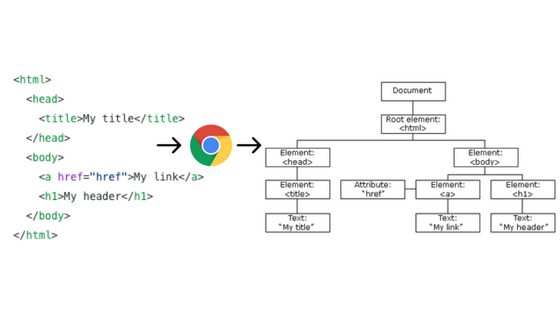 <html>
<head>
<title>My title</title>
</head>
<body>
<a href="href">My link</a>
<h1>My header</h1>
</body>
</html>
Document
Root element:
<html>
Element:
<head>
Element:
<body>
Element:
<title>
Attribute:
"href"
Element:
<a>
Element:
<h1>
Text:
"My title"
Text:
"My link"
Text:
"My header"